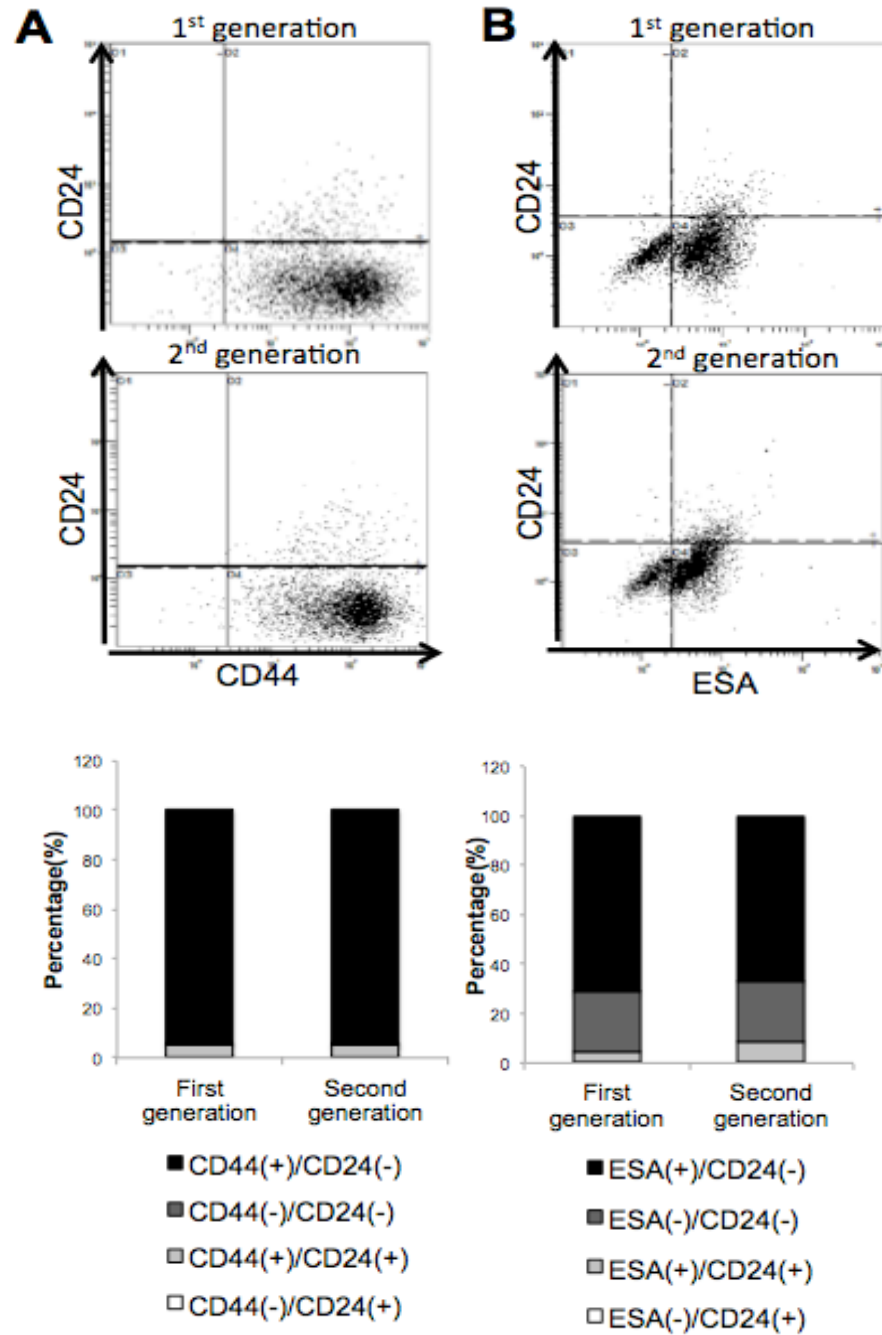 A
1st generation
CD24
2nd generation
CD24
CD44
B
1st generation
CD24
2nd generation
CD24
ESA
120
100
80
60
40
20
0
Percentage(%)
First generation
Second generation
CD44(+)/CD24(-)
CD44(-)/CD24(-)
CD44(+)/CD24(+)
CD44(-)/CD24(+)
120
100
80
60
40
20
0
Percentage(%)
First generation
Second generation
ESA(+)/CD24(-)
ESA(-)/CD24(-)
ESA(+)/CD24(+)
ESA(-)/CD24(+)